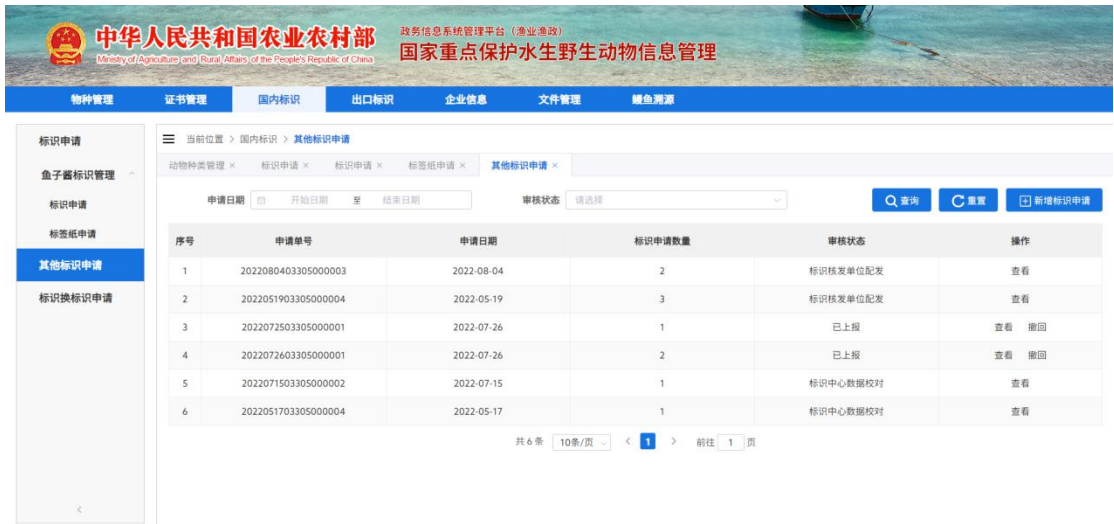 中华人民共和国农业农村部
Ministry of Agriculture and Rural Affairs of the People's Republic of China
政务信息系统管理平台（渔业渔政）
国家重点保护水生野生动物信息管理
物种管理 证书管理 国内标识 出口标识 企业信息 文件管理 鳗鱼溯源
标识申请
鱼子酱标识管理
标识申请
标签纸申请
其他标识申请
标识换标识申请
当前位置 > 国内标识 > 其他标识申请
动物种类管理 × 标识申请 × 标识申请 × 标签纸申请 × 其他标识申请 ×
申请日期 开始日期 至 结束日期 审核状态 请选择 查询 重置 新增标识申请
序号 申请单号 申请日期 标识申请数量 审核状态 操作
1 2022080403305000003 2022-08-04 2 标识核发单位配发 查看
2 2022051903305000004 2022-05-19 3 标识核发单位配发 查看
3 2022072503305000001 2022-07-26 1 已上报 查看 撤回
4 2022072603305000001 2022-07-26 2 已上报 查看 撤回
5 2022071503305000002 2022-07-15 1 标识中心数据校对 查看
6 2022051703305000004 2022-05-17 1 标识中心数据校对 查看
共 6 条 10条/页 < 1 > 前往 1 页